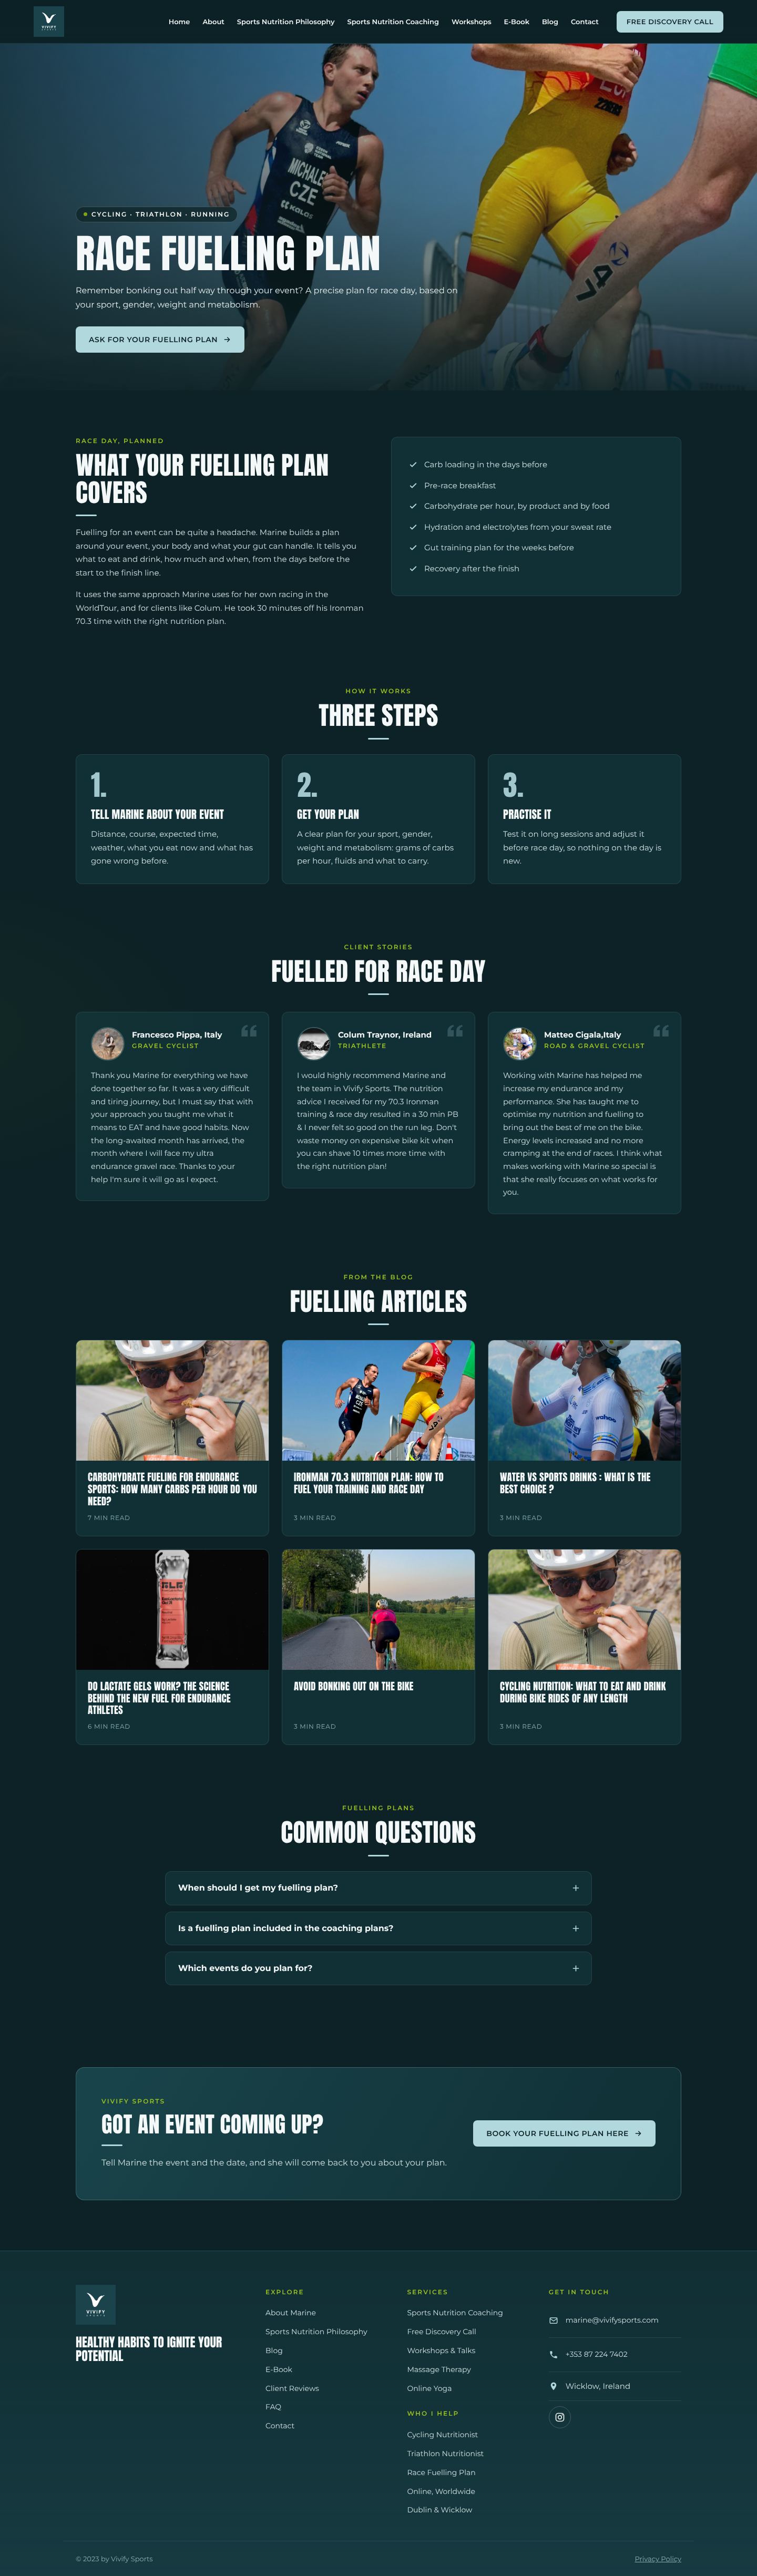 VIVIFY
SPORTS
Home About Sports Nutrition Philosophy Sports Nutrition Coaching Workshops E-Book Blog Contact FREE DISCOVERY CALL
MICHALE
CZE
KOLOS
CYCLING · TRIATHLON · RUNNING
RACE FUELLING PLAN
Remember bonking out half way through your event? A precise plan for race day, based on
your sport, gender, weight and metabolism.
ASK FOR YOUR FUELLING PLAN →
RACE DAY, PLANNED
WHAT YOUR FUELLING PLAN
COVERS
Fuelling for an event can be quite a headache. Marine builds a plan
around your event, your body and what your gut can handle. It tells you
what to eat and drink, how much and when, from the days before the
start to the finish line.
It uses the same approach Marine uses for her own racing in the
WorldTour, and for clients like Colum. He took 30 minutes off his Ironman
70.3 time with the right nutrition plan.
Carb loading in the days before
Pre-race breakfast
Carbohydrate per hour, by product and by food
Hydration and electrolytes from your sweat rate
Gut training plan for the weeks before
Recovery after the finish
HOW IT WORKS
THREE STEPS
1.
TELL MARINE ABOUT YOUR EVENT
Distance, course, expected time,
weather, what you eat now and what has
gone wrong before.
2.
GET YOUR PLAN
A clear plan for your sport, gender,
weight and metabolism: grams of carbs
per hour, fluids and what to carry.
3.
PRACTISE IT
Test it on long sessions and adjust it
before race day, so nothing on the day is
new.
CLIENT STORIES
FUELLED FOR RACE DAY
Francesco Pippa, Italy
GRAVEL CYCLIST
Thank you Marine for everything we have
done together so far. It was a very difficult
and tiring journey, but I must say that with
your approach you taught me what it
means to EAT and have good habits. Now
the long-awaited month has arrived, the
month where I will face my ultra
endurance gravel race. Thanks to your
help I'm sure it will go as I expect.
Colum Traynor, Ireland
TRIATHLETE
I would highly recommend Marine and
the team in Vivify Sports. The nutrition
advice I received for my 70.3 Ironman
training & race day resulted in a 30 min PB
& I never felt so good on the run leg. Don't
waste money on expensive bike kit when
you can shave 10 times more time with
the right nutrition plan!
Matteo Cigala,Italy
ROAD & GRAVEL CYCLIST
Working with Marine has helped me
increase my endurance and my
performance. She has taught me to
optimise my nutrition and fuelling to
bring out the best of me on the bike.
Energy levels increased and no more
cramping at the end of races. I think what
makes working with Marine so special is
that she really focuses on what works for
you.
FROM THE BLOG
FUELLING ARTICLES
CARBOHYDRATE FUELING FOR ENDURANCE
SPORTS: HOW MANY CARBS PER HOUR DO YOU
NEED?
7 MIN READ
IRONMAN 70.3 NUTRITION PLAN: HOW TO
FUEL YOUR TRAINING AND RACE DAY
3 MIN READ
WATER VS SPORTS DRINKS : WHAT IS THE
BEST CHOICE ?
3 MIN READ
DO LACTATE GELS WORK? THE SCIENCE
BEHIND THE NEW FUEL FOR ENDURANCE
ATHLETES
6 MIN READ
AVOID BONKING OUT ON THE BIKE
3 MIN READ
CYCLING NUTRITION: WHAT TO EAT AND DRINK
DURING BIKE RIDES OF ANY LENGTH
3 MIN READ
FUELLING PLANS
COMMON QUESTIONS
When should I get my fuelling plan? +
Is a fuelling plan included in the coaching plans? +
Which events do you plan for? +
VIVIFY SPORTS
GOT AN EVENT COMING UP?
Tell Marine the event and the date, and she will come back to you about your plan.
BOOK YOUR FUELLING PLAN HERE →
VIVIFY
SPORTS
HEALTHY HABITS TO IGNITE YOUR
POTENTIAL
EXPLORE
About Marine
Sports Nutrition Philosophy
Blog
E-Book
Client Reviews
FAQ
Contact
SERVICES
Sports Nutrition Coaching
Free Discovery Call
Workshops & Talks
Massage Therapy
Online Yoga
WHO I HELP
Cycling Nutritionist
Triathlon Nutritionist
Race Fuelling Plan
Online, Worldwide
Dublin & Wicklow
GET IN TOUCH
marine@vivifysports.com
+353 87 224 7402
Wicklow, Ireland
© 2023 by Vivify Sports
Privacy Policy